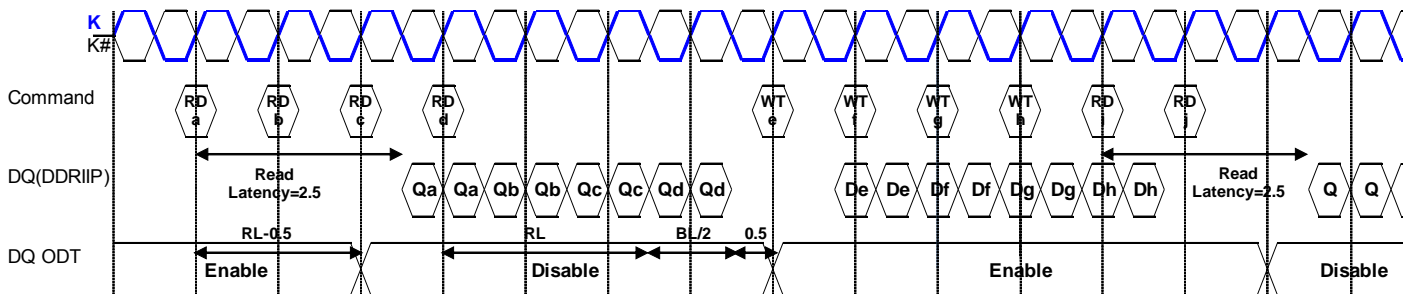 K
K#
Command
RD a
RD b
RD c
RD d
WT e
WT f
WT g
WT h
RD i
RD j
DQ(DDRIIP)
Read
Latency=2.5
Qa Qa Qb Qb Qc Qc Qd Qd
De De Df Df Dg Dg Dh Dh
Read
Latency=2.5
Q Q
DQ ODT
RL-0.5
RL
BL/2
0.5
Enable
Disable
Enable
Disable